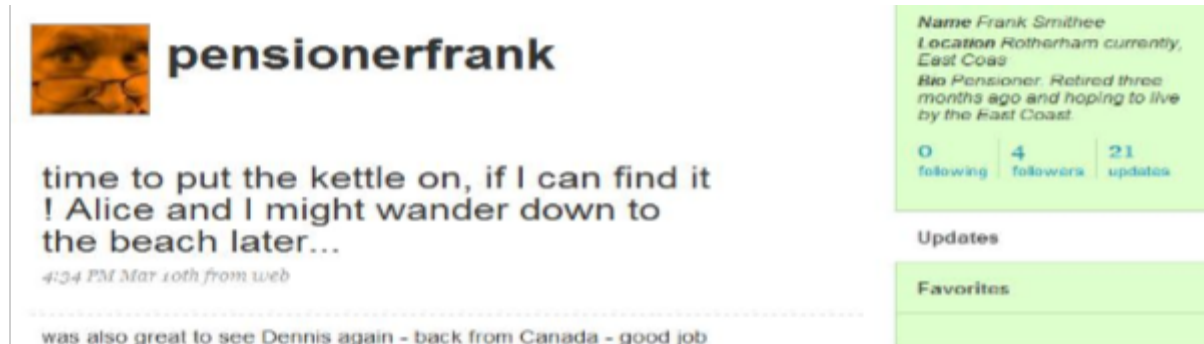 pensionerfrank
time to put the kettle on, if I can find it
! Alice and I might wander down to
the beach later...
4:34 PM Mar 10th from web
was also great to see Dennis again - back from Canada - good job
Name Frank Smithee
Location Rotherham currently,
East Coas
Bio Pensioner. Retired three
months ago and hoping to live
by the East Coast.
0 4 21
following followers updates
Updates
Favorites